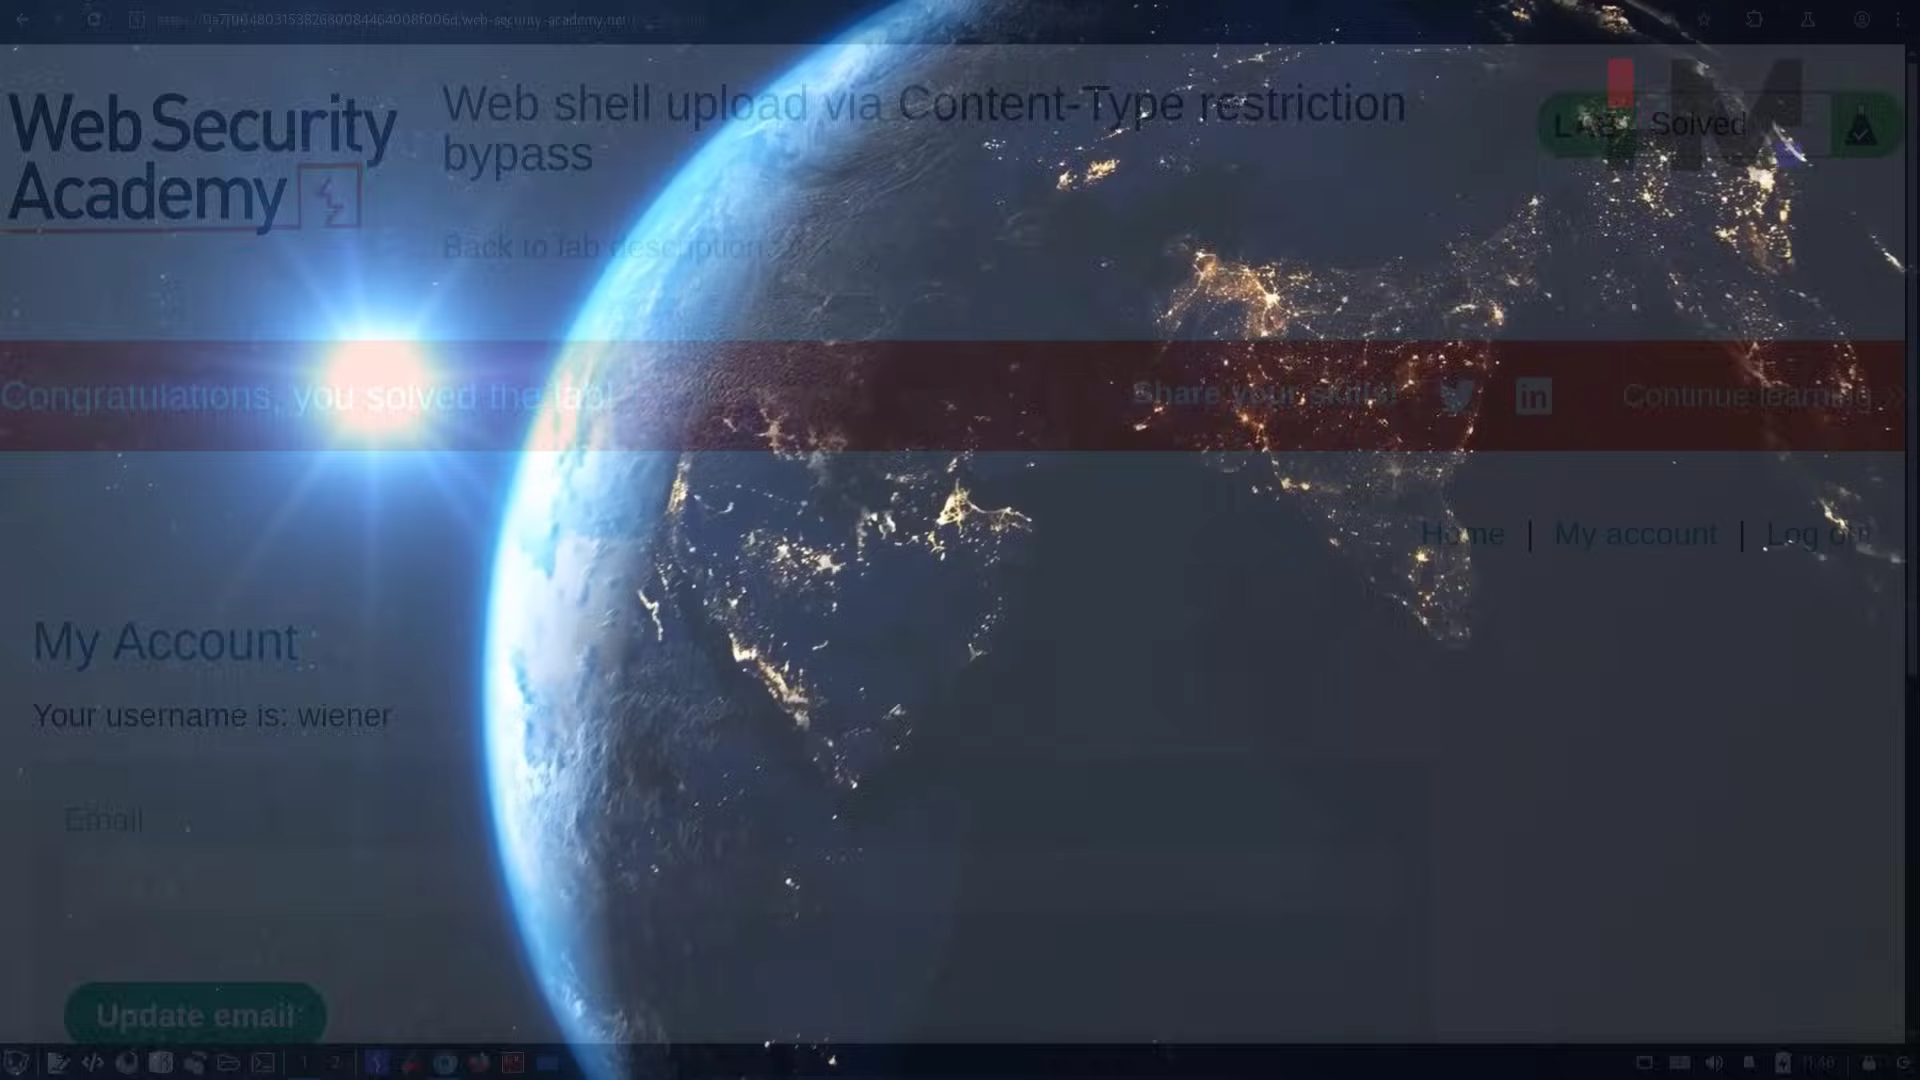 Web Security
Academy
Web shell upload via Content-Type restriction
bypass
LAB Solved
Back to lab description
Congratulations, you solved the lab!
Share your skills!
Continue learning
Home | My account | Log out
My Account
Your username is: wiener
Email
Update email